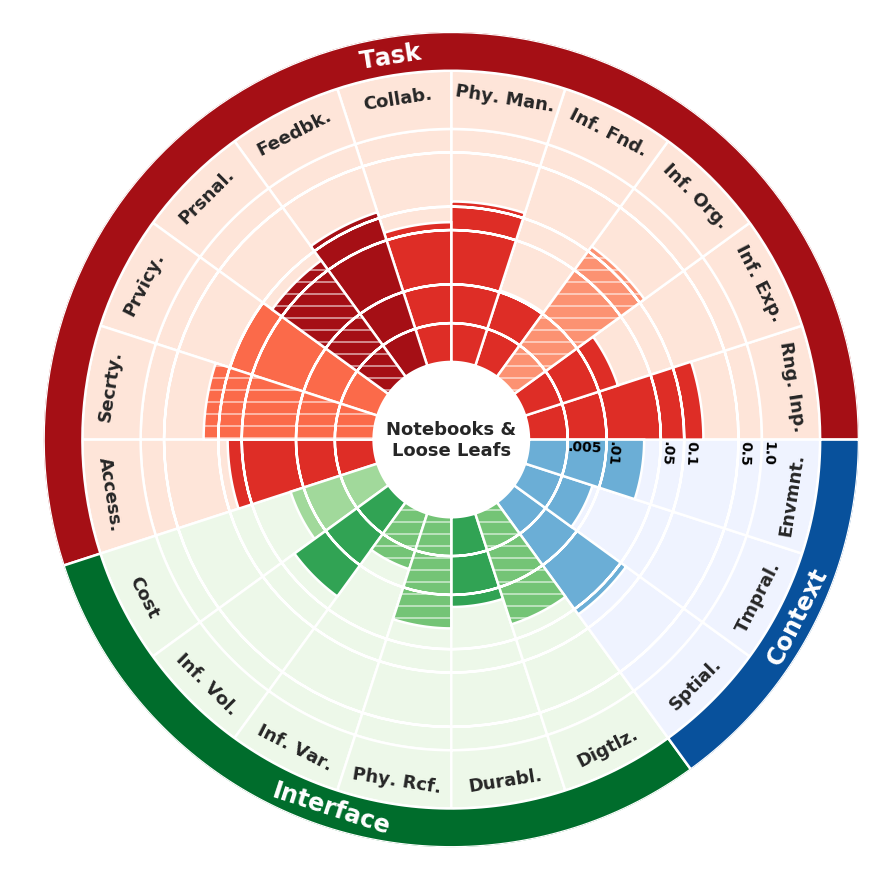 Task
Collab.
Phy. Man.
Inf. Fnd.
Inf. Org.
Inf. Exp.
Rng. Inp.
Feedbk.
Prsnal.
Prvicy.
Secrty.
Access.
Notebooks &
Loose Leafs
.005
.01
.05
0.1
0.5
1.0
Envmnt.
Tmpral.
Sptial.
Context
Digtlz.
Durabl.
Phy. Rcf.
Inf. Var.
Inf. Vol.
Cost
Interface